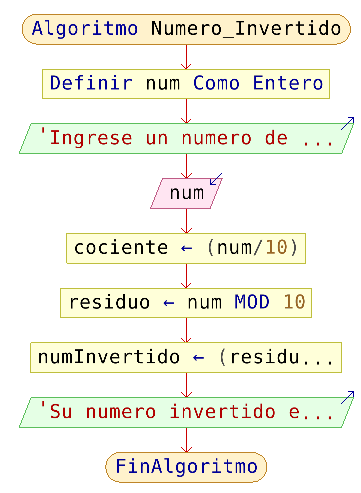 Algoritmo Numero_Invertido
Definir num Como Entero
'Ingrese un numero de ...
num
cociente ← (num/10)
residuo ← num MOD 10
numInvertido ← (residu...
'Su numero invertido e...
FinAlgoritmo